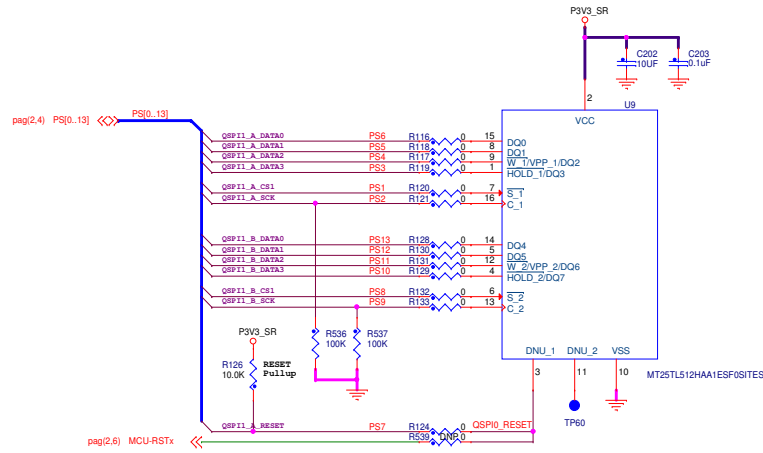 P3V3_SR
C202
10UF
C203
0.1uF
2
U9
VCC
pag(2,4) PS[0..13]
PS[0..13]
QSPI1_A_DATA0 PS6 R116 0 15 DQ0
QSPI1_A_DATA1 PS5 R118 0 8 DQ1
QSPI1_A_DATA2 PS4 R117 0 9 W_1/VPP_1/DQ2
QSPI1_A_DATA3 PS3 R119 0 1 HOLD_1/DQ3
QSPI1_A_CS1 PS1 R120 0 7 S_1
QSPI1_A_SCK PS2 R121 0 16 C_1
QSPI1_B_DATA0 PS13 R128 0 14 DQ4
QSPI1_B_DATA1 PS12 R130 0 5 DQ5
QSPI1_B_DATA2 PS11 R131 0 12 W_2/VPP_2/DQ6
QSPI1_B_DATA3 PS10 R129 0 4 HOLD_2/DQ7
QSPI1_B_CS1 PS8 R132 0 6 S_2
QSPI1_B_SCK PS9 R133 0 13 C_2
P3V3_SR
R536
100K
R537
100K
R126
10.0K
RESET
Pullup
DNU_1 DNU_2 VSS
3 11 10
MT25TL512HAA1ESF0SITES
TP60
QSPI1_A_RESET PS7 R124 0 QSPI0_RESET
pag(2,6) MCU-RSTx R539 0
DNP